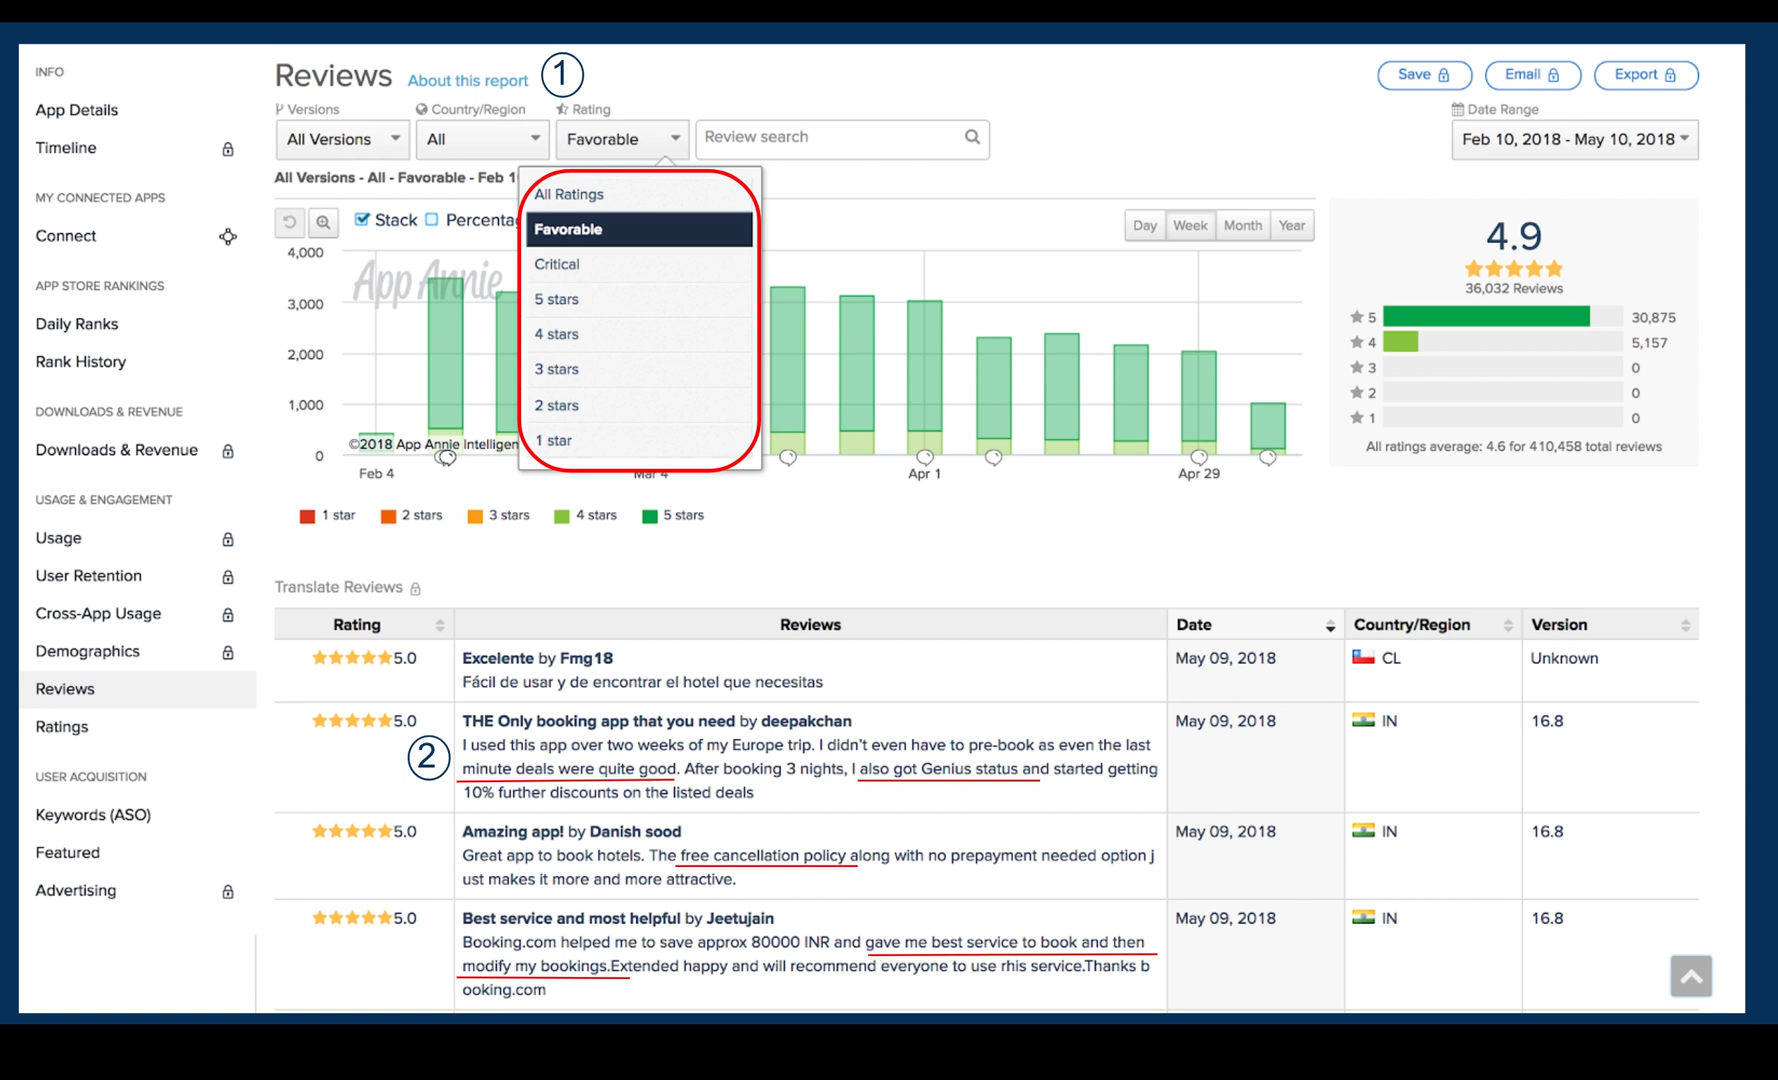 INFO
App Details
Timeline
MY CONNECTED APPS
Connect
APP STORE RANKINGS
Daily Ranks
Rank History
DOWNLOADS & REVENUE
Downloads & Revenue
USAGE & ENGAGEMENT
Usage
User Retention
Cross-App Usage
Demographics
Reviews
Ratings
USER ACQUISITION
Keywords (ASO)
Featured
Advertising
Reviews About this report 1
Save Email Export
Versions Country/Region Rating
Date Range
All Versions All Favorable Review search
Feb 10, 2018 - May 10, 2018
All Versions - All - Favorable - Feb 1
All Ratings
Favorable
Critical
5 stars
4 stars
3 stars
2 stars
1 star
Stack Percenta
Day Week Month Year
4,000
3,000
2,000
1,000
0
App Annie
©2018 App Annie Intelligen
Feb 4 Mar 4 Apr 1 Apr 29
1 star 2 stars 3 stars 4 stars 5 stars
4.9
36,032 Reviews
5 30,875
4 5,157
3 0
2 0
1 0
All ratings average: 4.6 for 410,458 total reviews
Translate Reviews
Rating Reviews Date Country/Region Version
5.0 Excelente by Fmg18 May 09, 2018 CL Unknown
Fácil de usar y de encontrar el hotel que necesitas
5.0 THE Only booking app that you need by deepakchan May 09, 2018 IN 16.8
2
I used this app over two weeks of my Europe trip. I didn't even have to pre-book as even the last
minute deals were quite good. After booking 3 nights, I also got Genius status and started getting
10% further discounts on the listed deals
5.0 Amazing app! by Danish sood May 09, 2018 IN 16.8
Great app to book hotels. The free cancellation policy along with no prepayment needed option j
ust makes it more and more attractive.
5.0 Best service and most helpful by Jeetujain May 09, 2018 IN 16.8
Booking.com helped me to save approx 80000 INR and gave me best service to book and then
modify my bookings.Extended happy and will recommend everyone to use rhis service.Thanks b
ooking.com